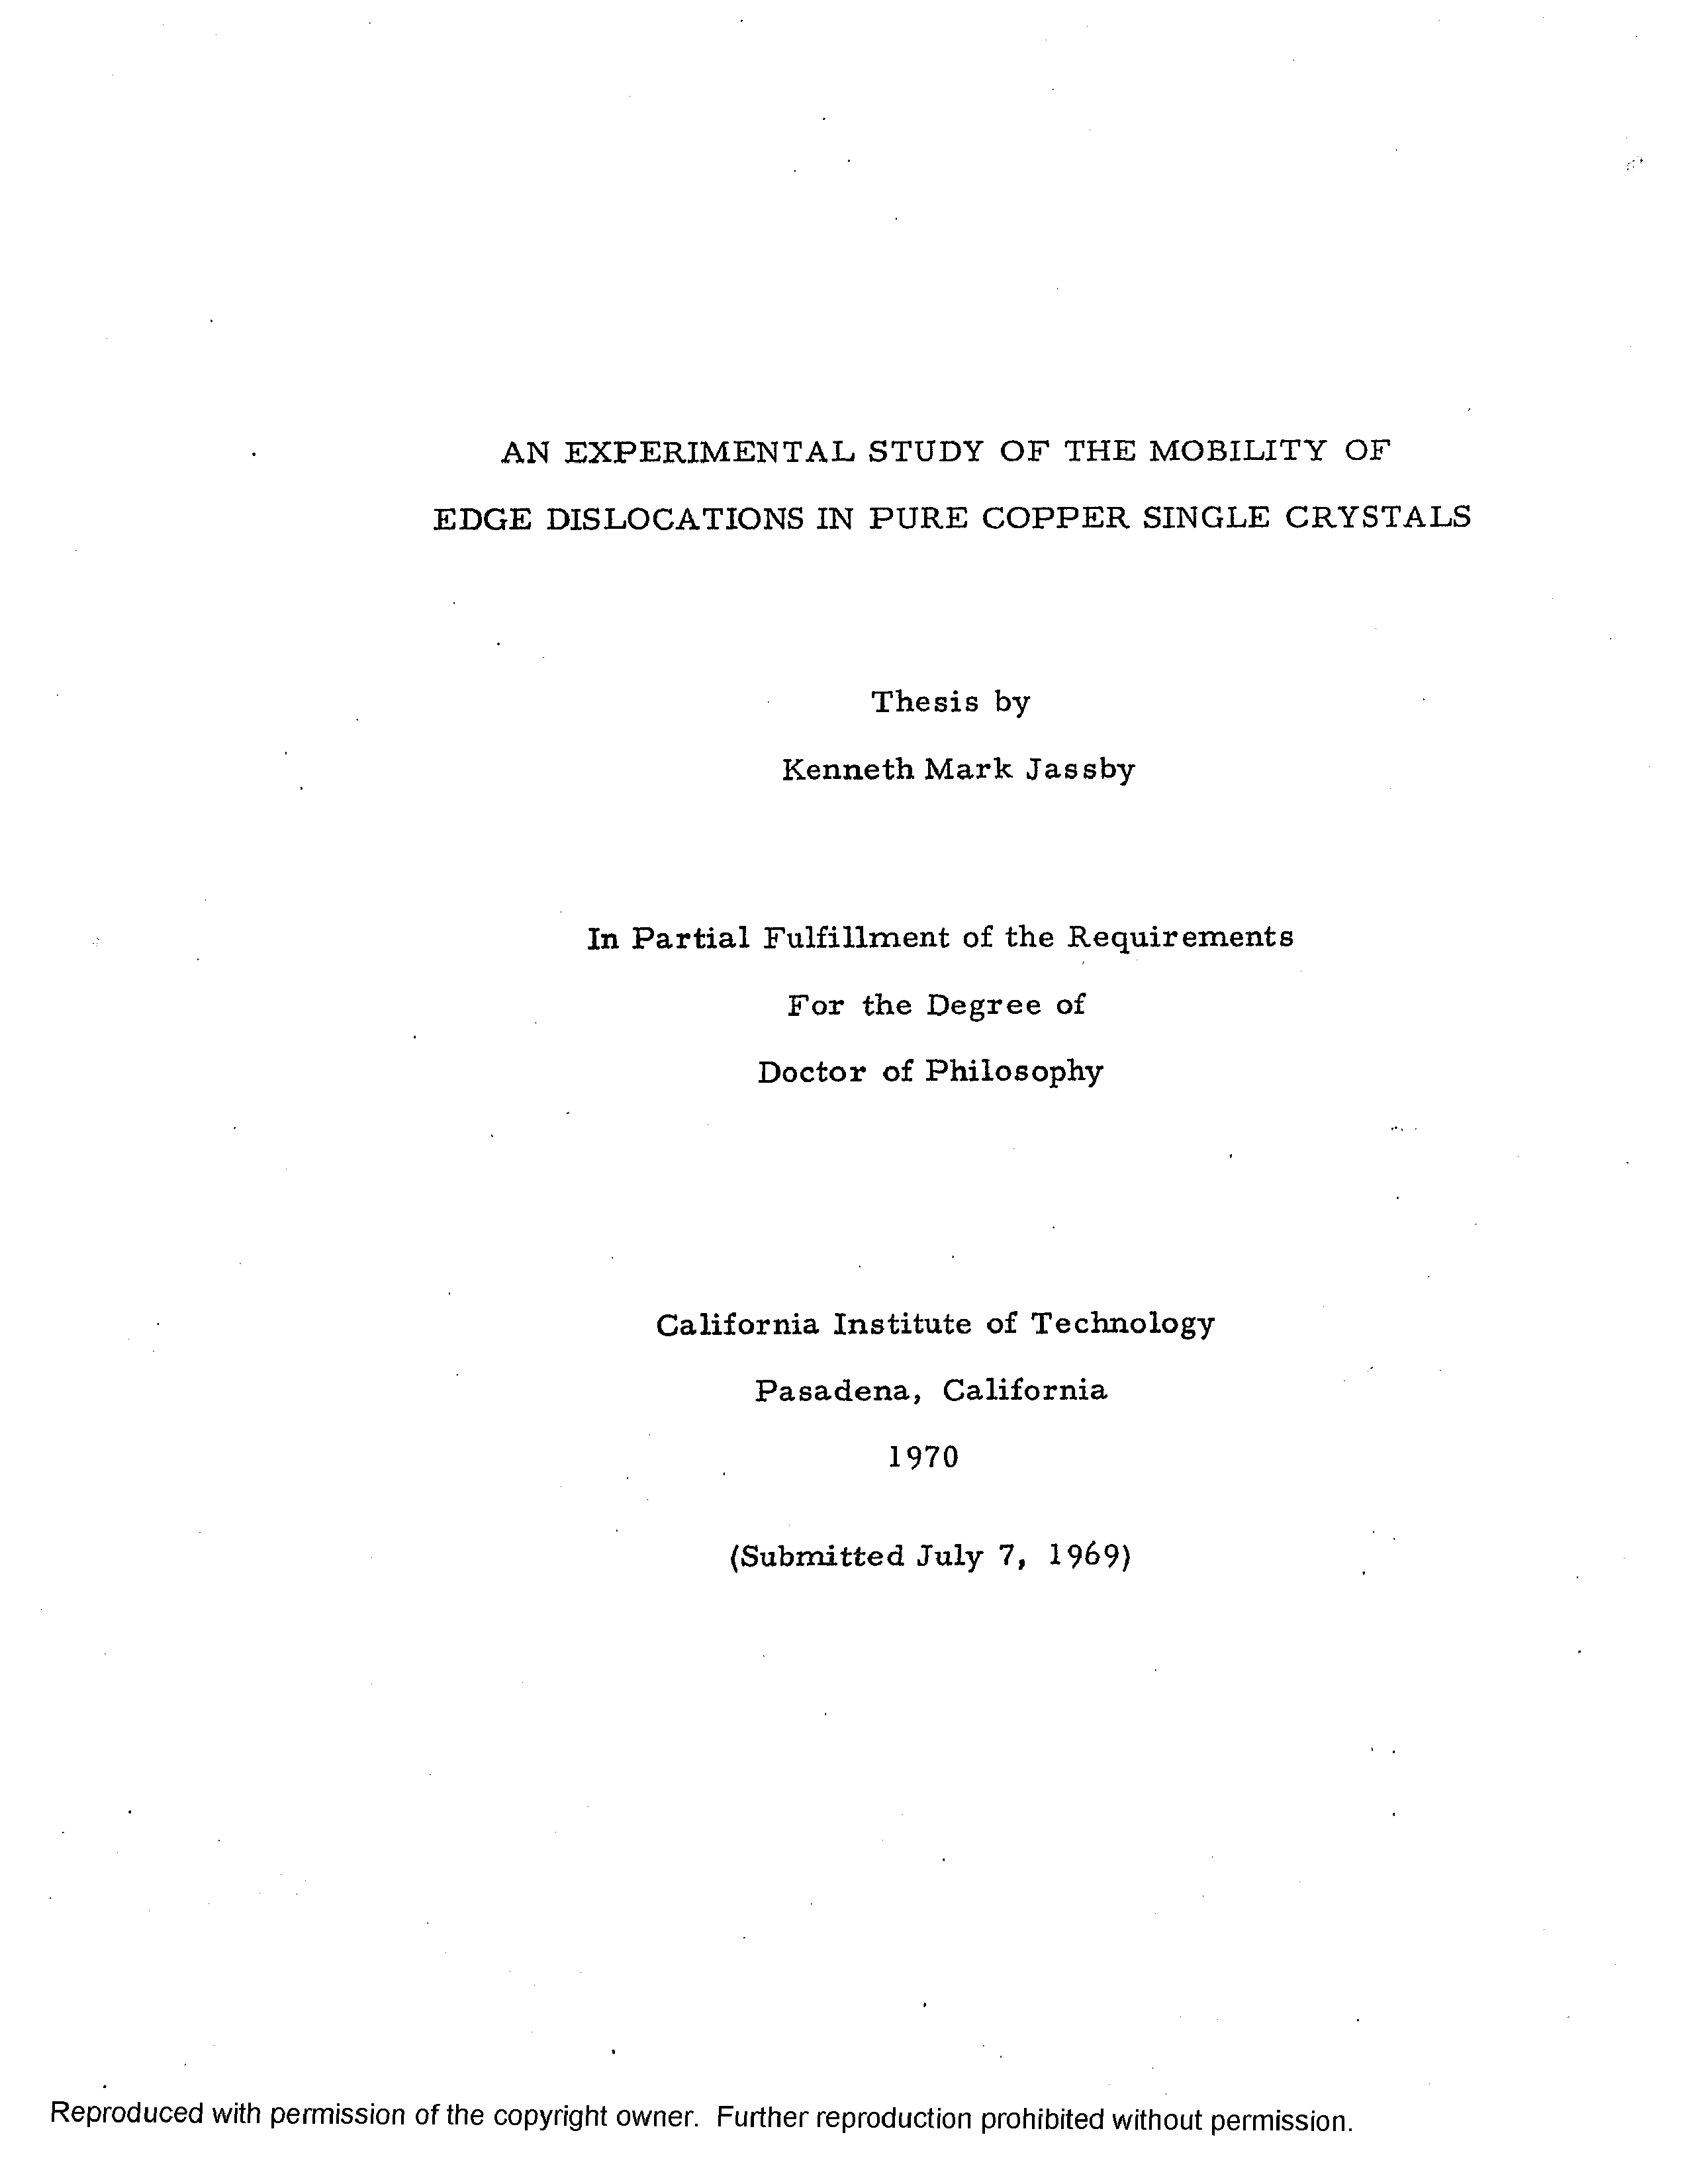 AN EXPERIMENTAL STUDY OF THE MOBILITY OF
EDGE DISLOCATIONS IN PURE COPPER SINGLE CRYSTALS
Thesis by
Kenneth Mark Jassby
In Partial Fulfillment of the Requirements
For the Degree of
Doctor of Philosophy
California Institute of Technology
Pasadena, California
1970
(Submitted July 7, 1969)
Reproduced with permission of the copyright owner. Further reproduction prohibited without permission.